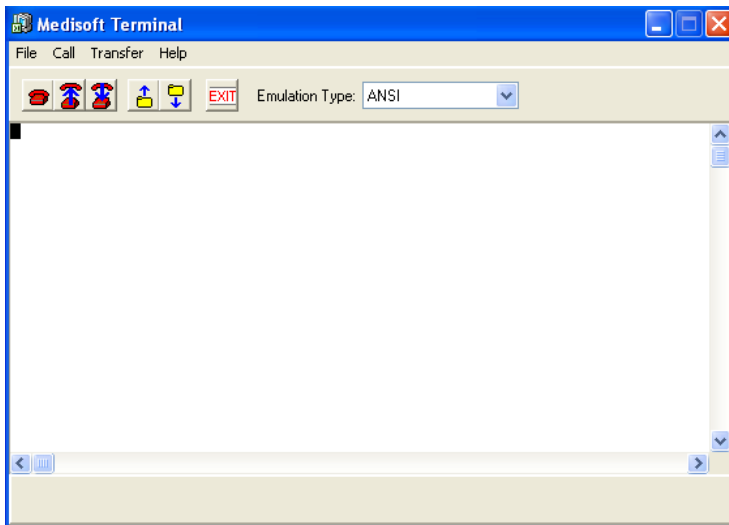 Medisoft Terminal
File Call Transfer Help
EXIT Emulation Type: ANSI